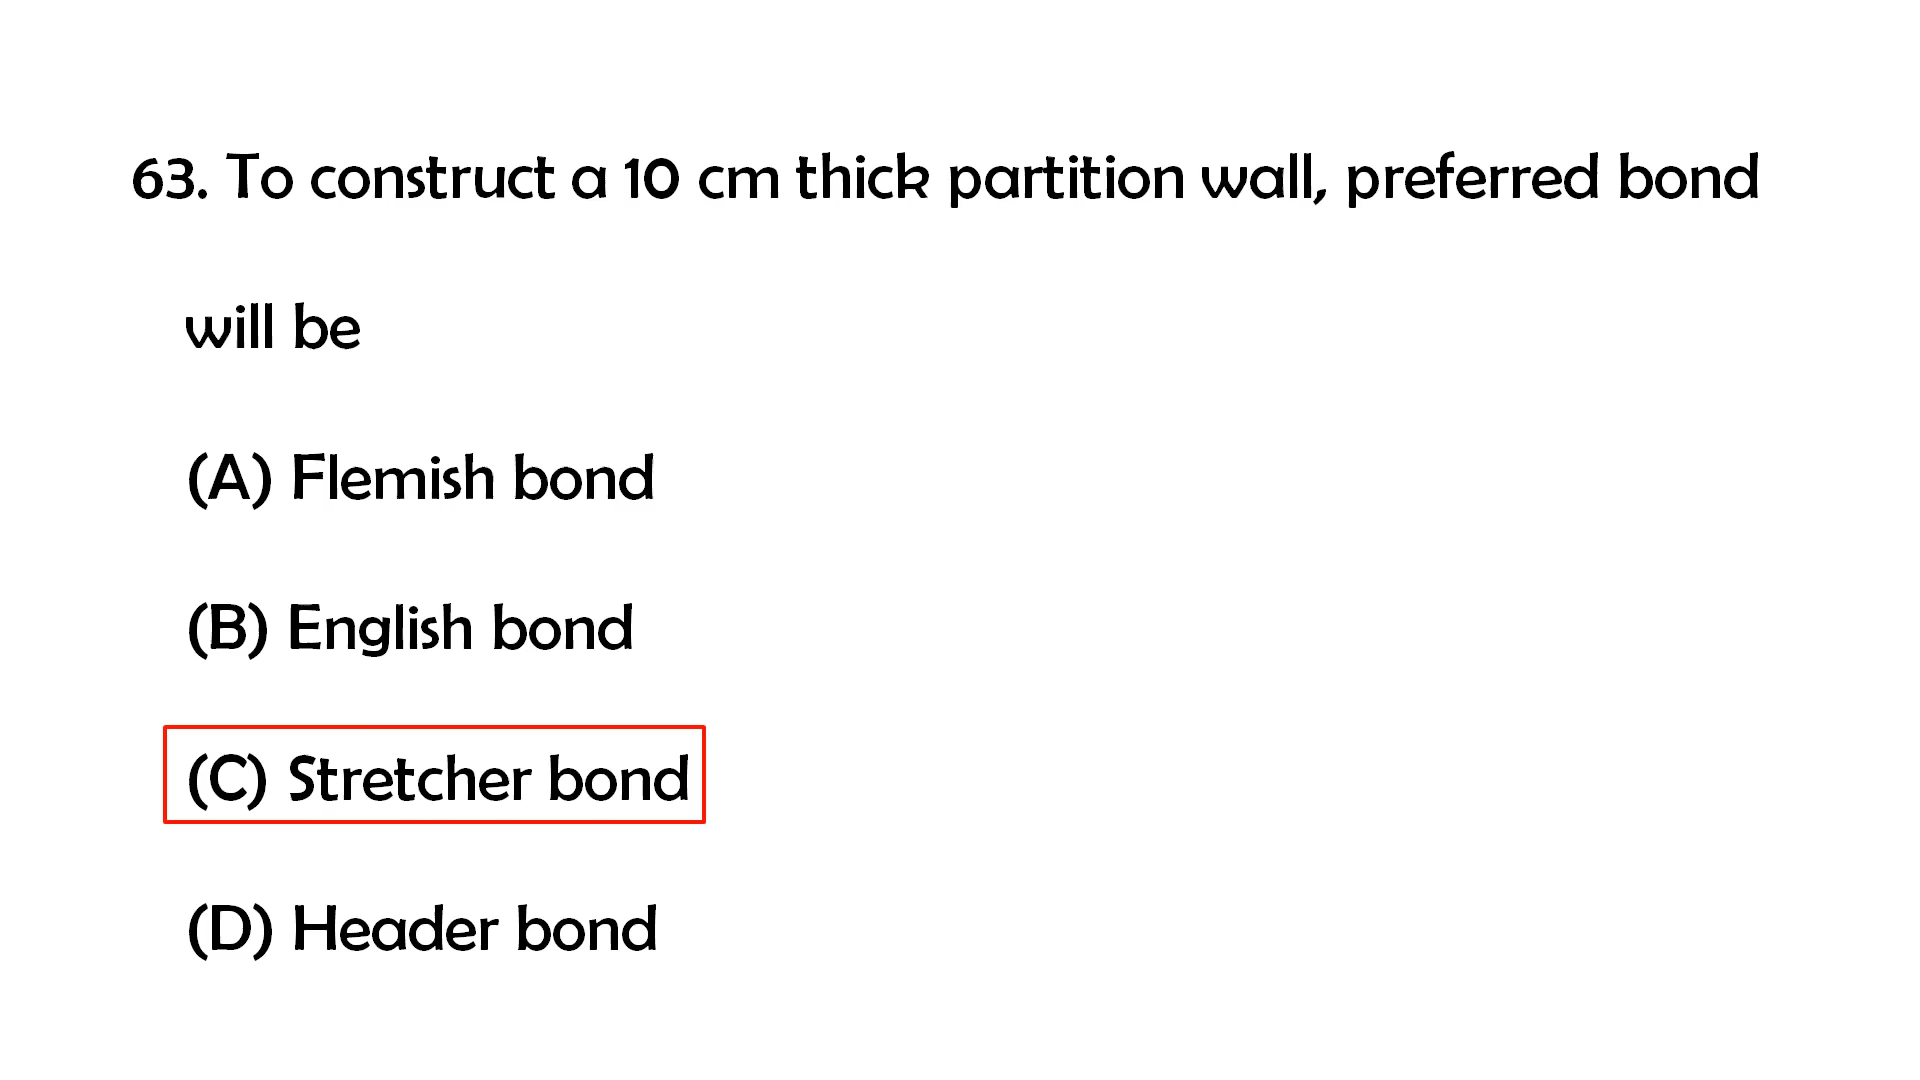 63. To construct a 10 cm thick partition wall, preferred bond
will be
(A) Flemish bond
(B) English bond
(C) Stretcher bond
(D) Header bond